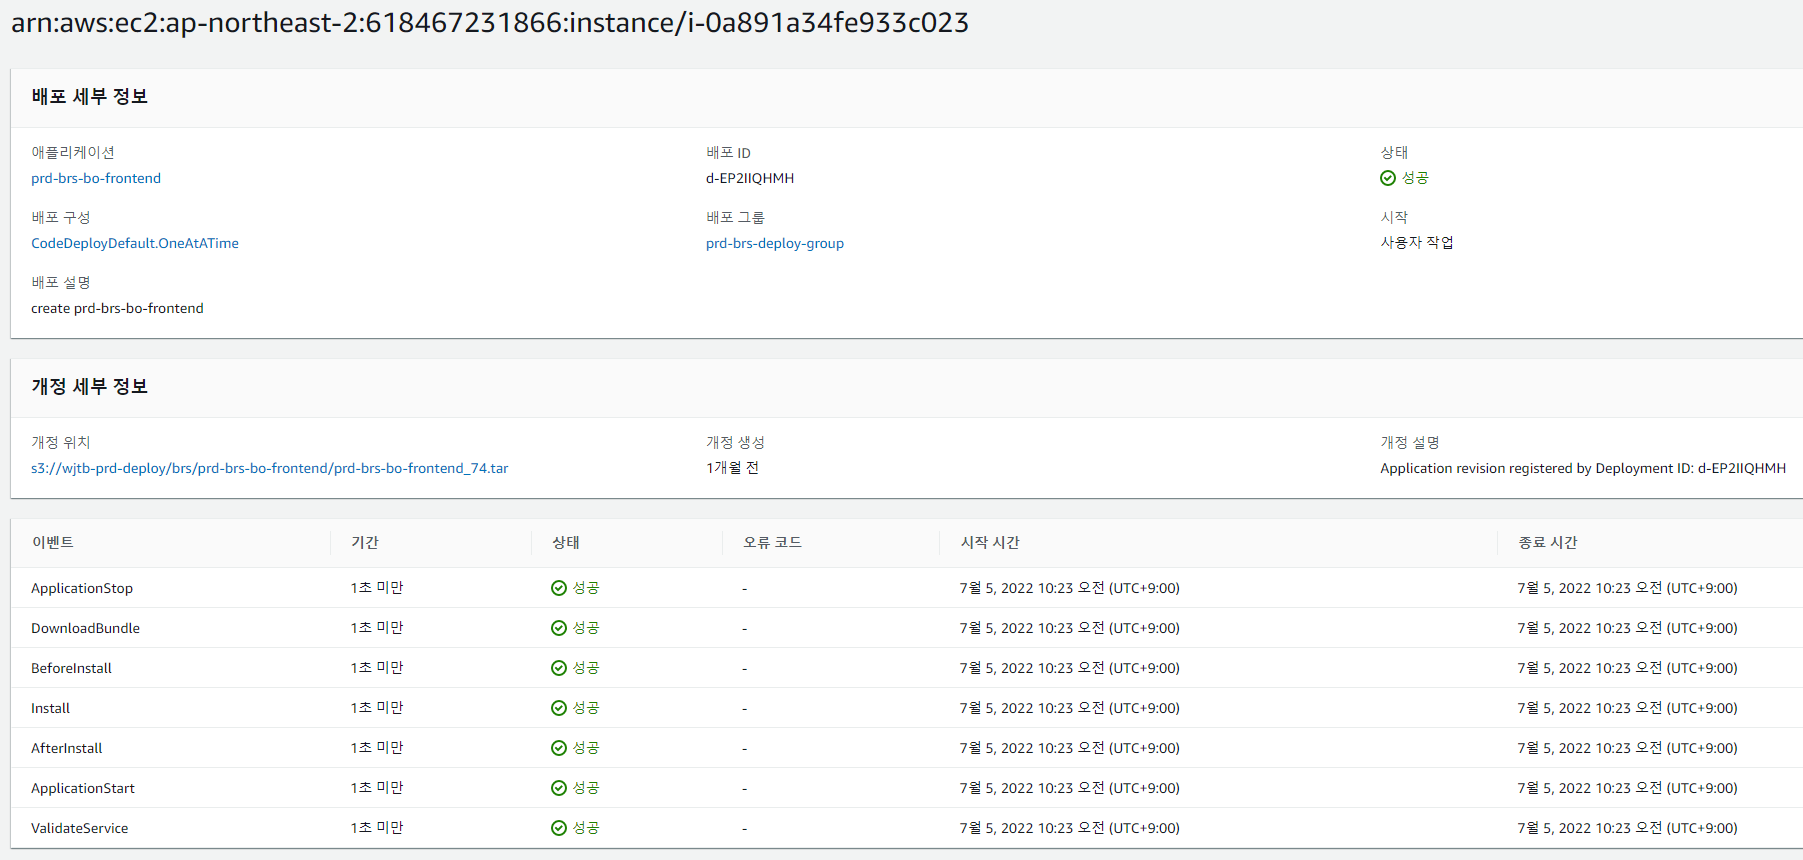 arn:aws:ec2:ap-northeast-2:618467231866:instance/i-0a891a34fe933c023
배포 세부 정보
애플리케이션 배포 ID 상태
prd-brs-bo-frontend d-EP2IIQHMH 성공
배포 구성 배포 그룹 시작
CodeDeployDefault.OneAtATime prd-brs-deploy-group 사용자 작업
배포 설명
create prd-brs-bo-frontend
개정 세부 정보
개정 위치 개정 생성 개정 설명
s3://wjtb-prd-deploy/brs/prd-brs-bo-frontend/prd-brs-bo-frontend_74.tar 1개월 전 Application revision registered by Deployment ID: d-EP2IIQHMH
이벤트 기간 상태 오류 코드 시작 시간 종료 시간
ApplicationStop 1초 미만 성공 - 7월 5, 2022 10:23 오전 (UTC+9:00) 7월 5, 2022 10:23 오전 (UTC+9:00)
DownloadBundle 1초 미만 성공 - 7월 5, 2022 10:23 오전 (UTC+9:00) 7월 5, 2022 10:23 오전 (UTC+9:00)
BeforeInstall 1초 미만 성공 - 7월 5, 2022 10:23 오전 (UTC+9:00) 7월 5, 2022 10:23 오전 (UTC+9:00)
Install 1초 미만 성공 - 7월 5, 2022 10:23 오전 (UTC+9:00) 7월 5, 2022 10:23 오전 (UTC+9:00)
AfterInstall 1초 미만 성공 - 7월 5, 2022 10:23 오전 (UTC+9:00) 7월 5, 2022 10:23 오전 (UTC+9:00)
ApplicationStart 1초 미만 성공 - 7월 5, 2022 10:23 오전 (UTC+9:00) 7월 5, 2022 10:23 오전 (UTC+9:00)
ValidateService 1초 미만 성공 - 7월 5, 2022 10:23 오전 (UTC+9:00) 7월 5, 2022 10:23 오전 (UTC+9:00)